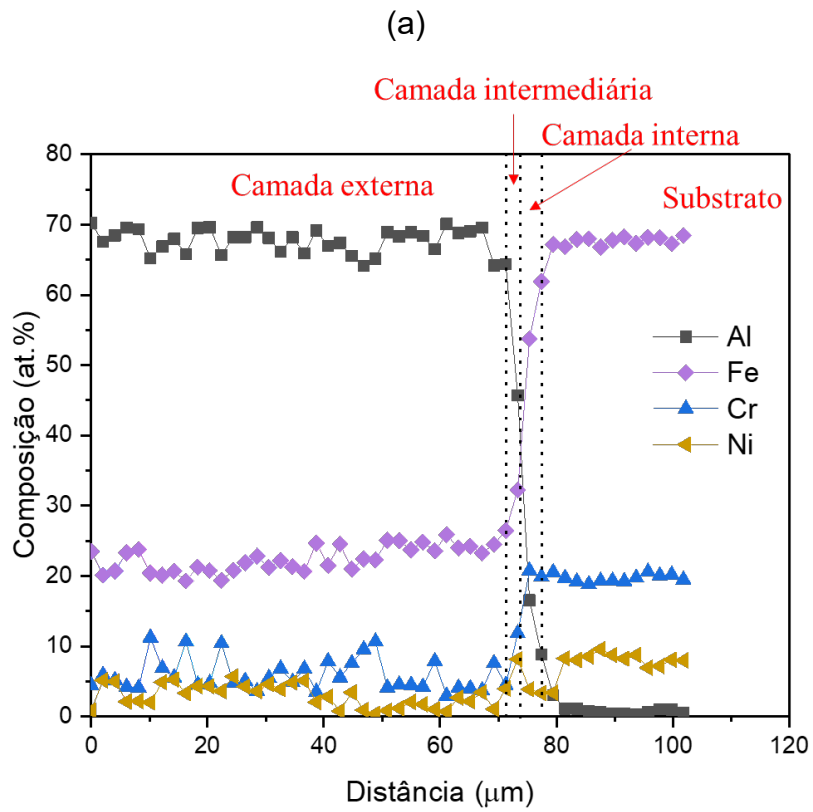 (a)
Camada intermediária
Camada interna
Camada externa
Substrato
80
70
60
50
40
30
20
10
0
Composição (at.%)
Al
Fe
Cr
Ni
0 20 40 60 80 100 120
Distância (μm)